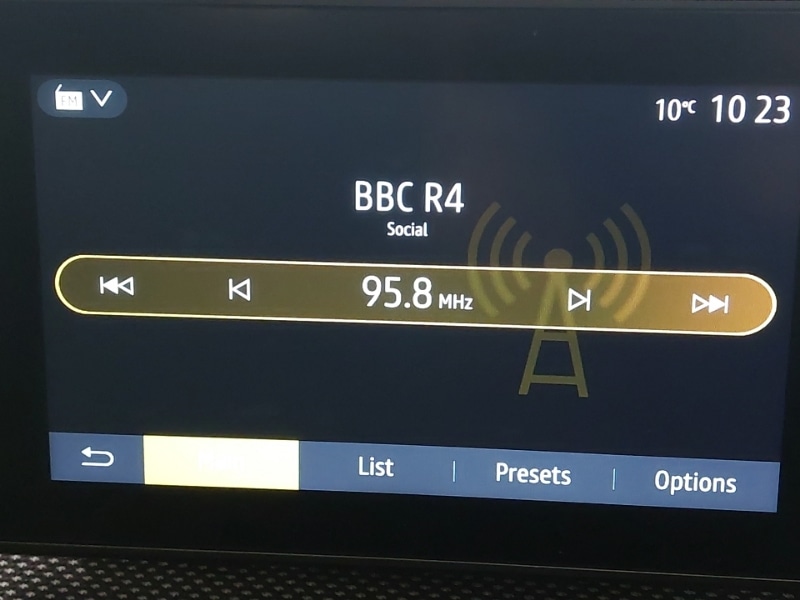 FM
10°C 10 23
BBC R4
Social
95.8 MHz
List
Presets
Options